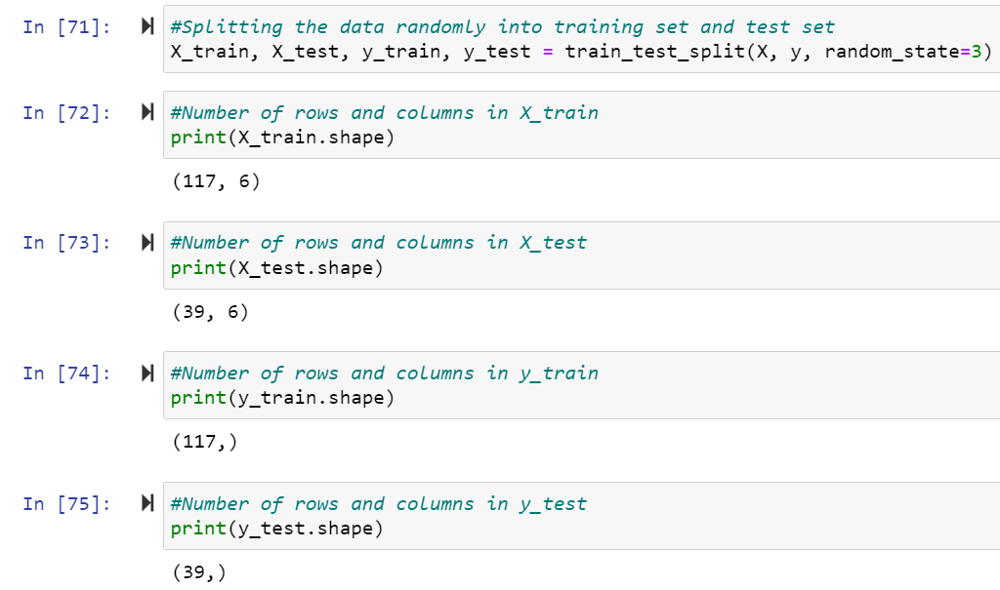 In [71]: #Splitting the data randomly into training set and test set
X_train, X_test, y_train, y_test = train_test_split(X, y, random_state=3)
In [72]: #Number of rows and columns in X_train
print(X_train.shape)
(117, 6)
In [73]: #Number of rows and columns in X_test
print(X_test.shape)
(39, 6)
In [74]: #Number of rows and columns in y_train
print(y_train.shape)
(117,)
In [75]: #Number of rows and columns in y_test
print(y_test.shape)
(39,)